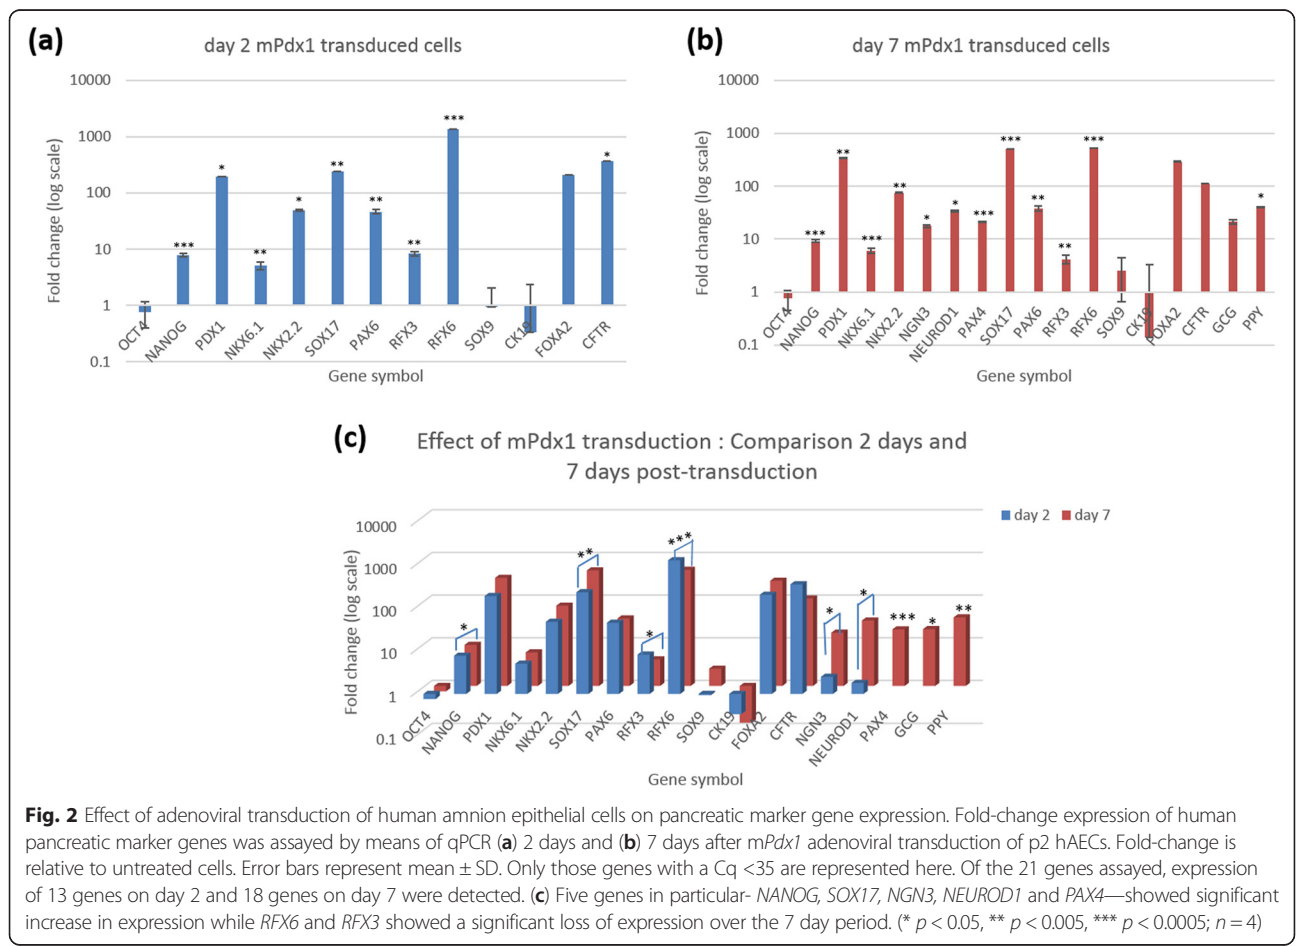 (a)
day 2 mPdx1 transduced cells
10000
1000
100
10
1
0.1
Fold change (log scale)
*** * ** * ** ** ** *** *
OCT4 NANOG PDX1 NKX6.1 NKX2.2 SOX17 PAX6 RFX3 RFX6 SOX9 CK19 FOXA2 CFTR
Gene symbol
(b)
day 7 mPdx1 transduced cells
10000
1000
100
10
1
0.1
Fold change (log scale)
*** ** *** ** * * *** *** ** ** *** *
OCT4 NANOG PDX1 NKX6.1 NKX2.2 NGN3 NEUROD1 PAX4 SOX17 PAX6 RFX3 RFX6 SOX9 CK19 FOXA2 CFTR GCG PPY
Gene symbol
(c)
Effect of mPdx1 transduction : Comparison 2 days and
7 days post-transduction
day 2 day 7
10000
1000
100
10
1
0.1
Fold change (log scale)
* ** * *** * * *** * **
OCT4 NANOG PDX1 NKX6.1 NKX2.2 SOX17 PAX6 RFX3 RFX6 SOX9 CK19 FOXA2 CFTR NGN3 NEUROD1 PAX4 GCG PPY
Gene symbol
Fig. 2 Effect of adenoviral transduction of human amnion epithelial cells on pancreatic marker gene expression. Fold-change expression of human
pancreatic marker genes was assayed by means of qPCR (a) 2 days and (b) 7 days after mPdx1 adenoviral transduction of p2 hAECs. Fold-change is
relative to untreated cells. Error bars represent mean ± SD. Only those genes with a Cq <35 are represented here. Of the 21 genes assayed, expression
of 13 genes on day 2 and 18 genes on day 7 were detected. (c) Five genes in particular- NANOG, SOX17, NGN3, NEUROD1 and PAX4—showed significant
increase in expression while RFX6 and RFX3 showed a significant loss of expression over the 7 day period. (* p < 0.05, ** p < 0.005, *** p < 0.0005; n = 4)